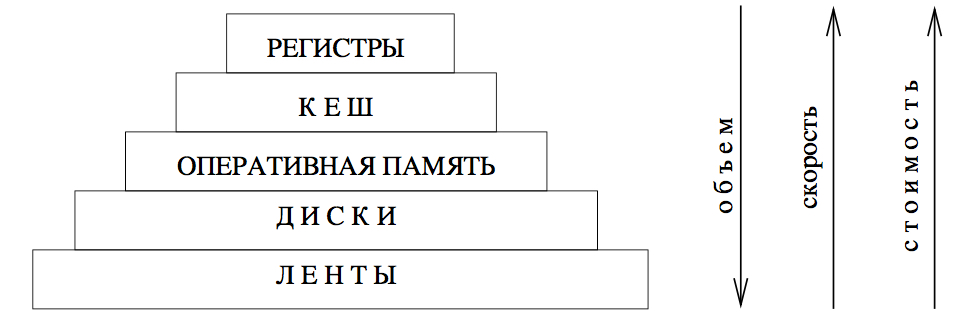 РЕГИСТРЫ
К Е Ш
ОПЕРАТИВНАЯ ПАМЯТЬ
Д И С К И
Л Е Н Т Ы
о б ъ е м
скорость
с т о и м о с т ь